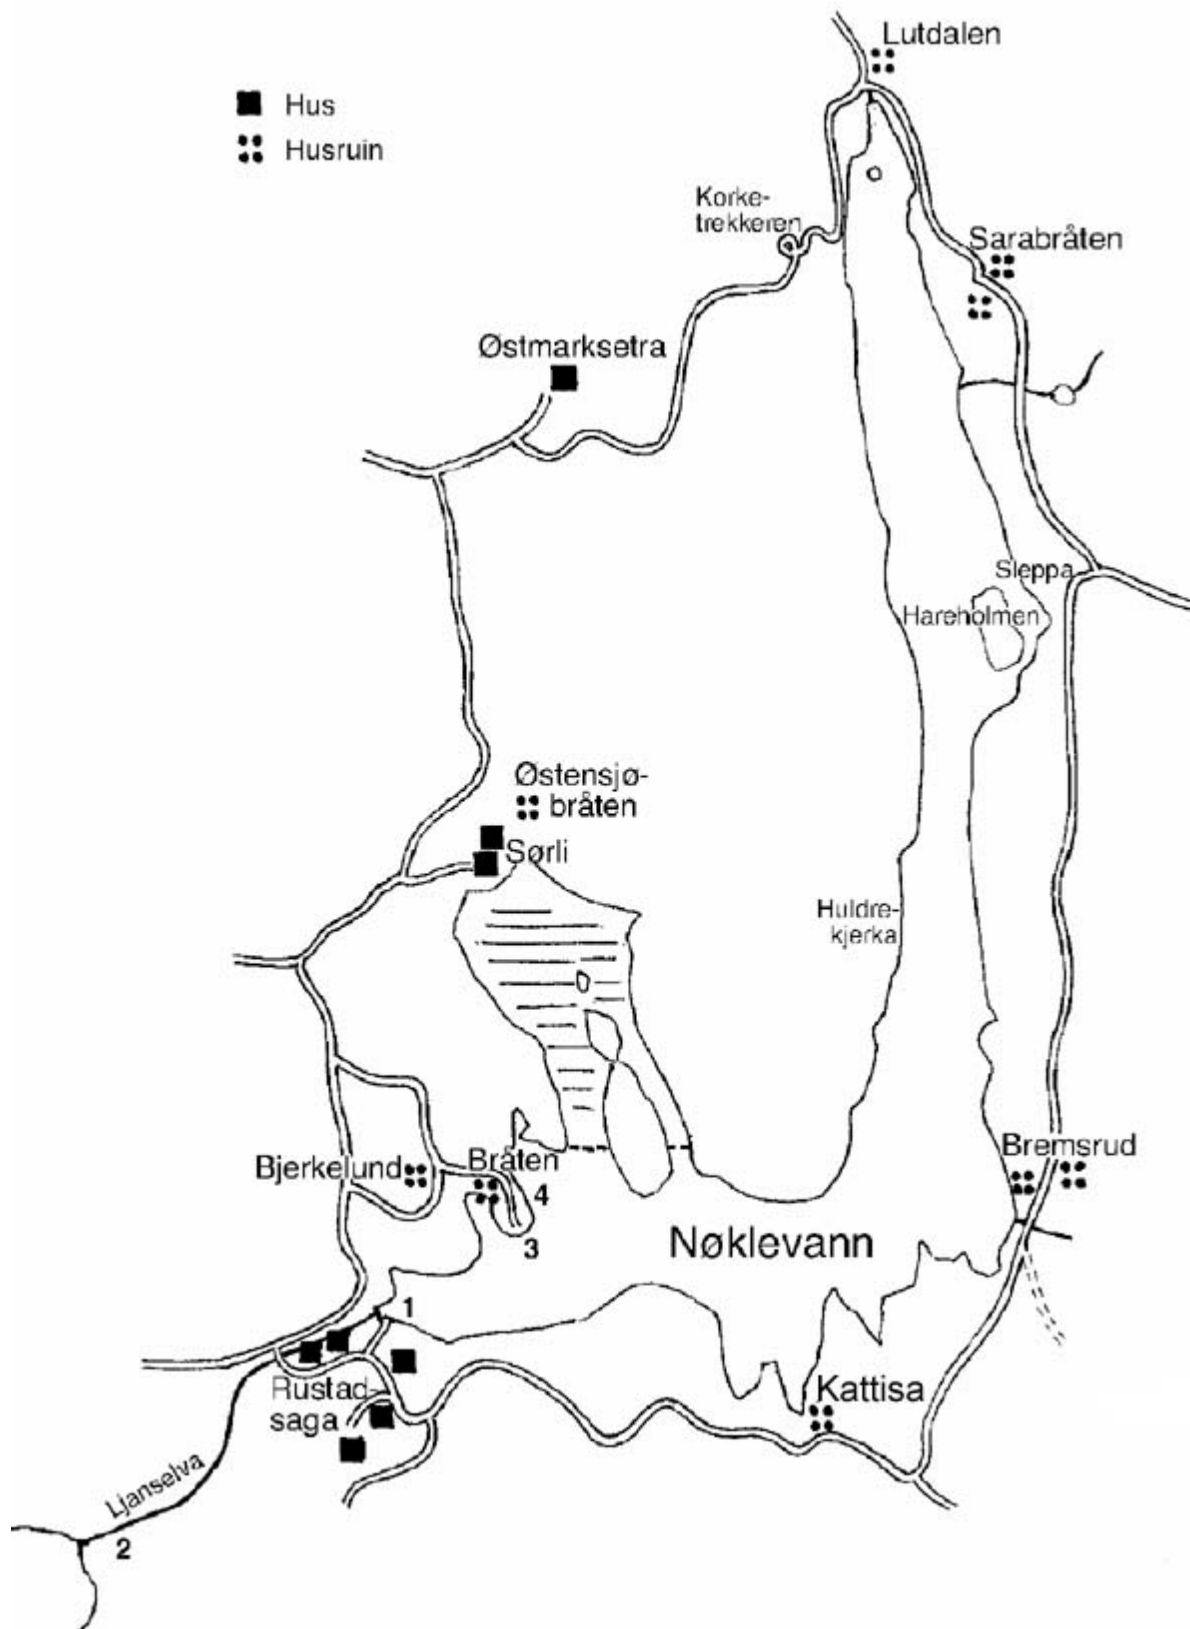 Lutdalen
Hus
Husruin
Korke-
trekkeren
Sarabråten
Østmarksetra
Sleppa
Hareholmen
Østensjø-
bråten
Sørli
Huldre-
kjerka
Bremsrud
Bjerkelund
Bråten
4
3
Nøklevann
1
Rustad-
saga
Kattisa
Ljanselva
2